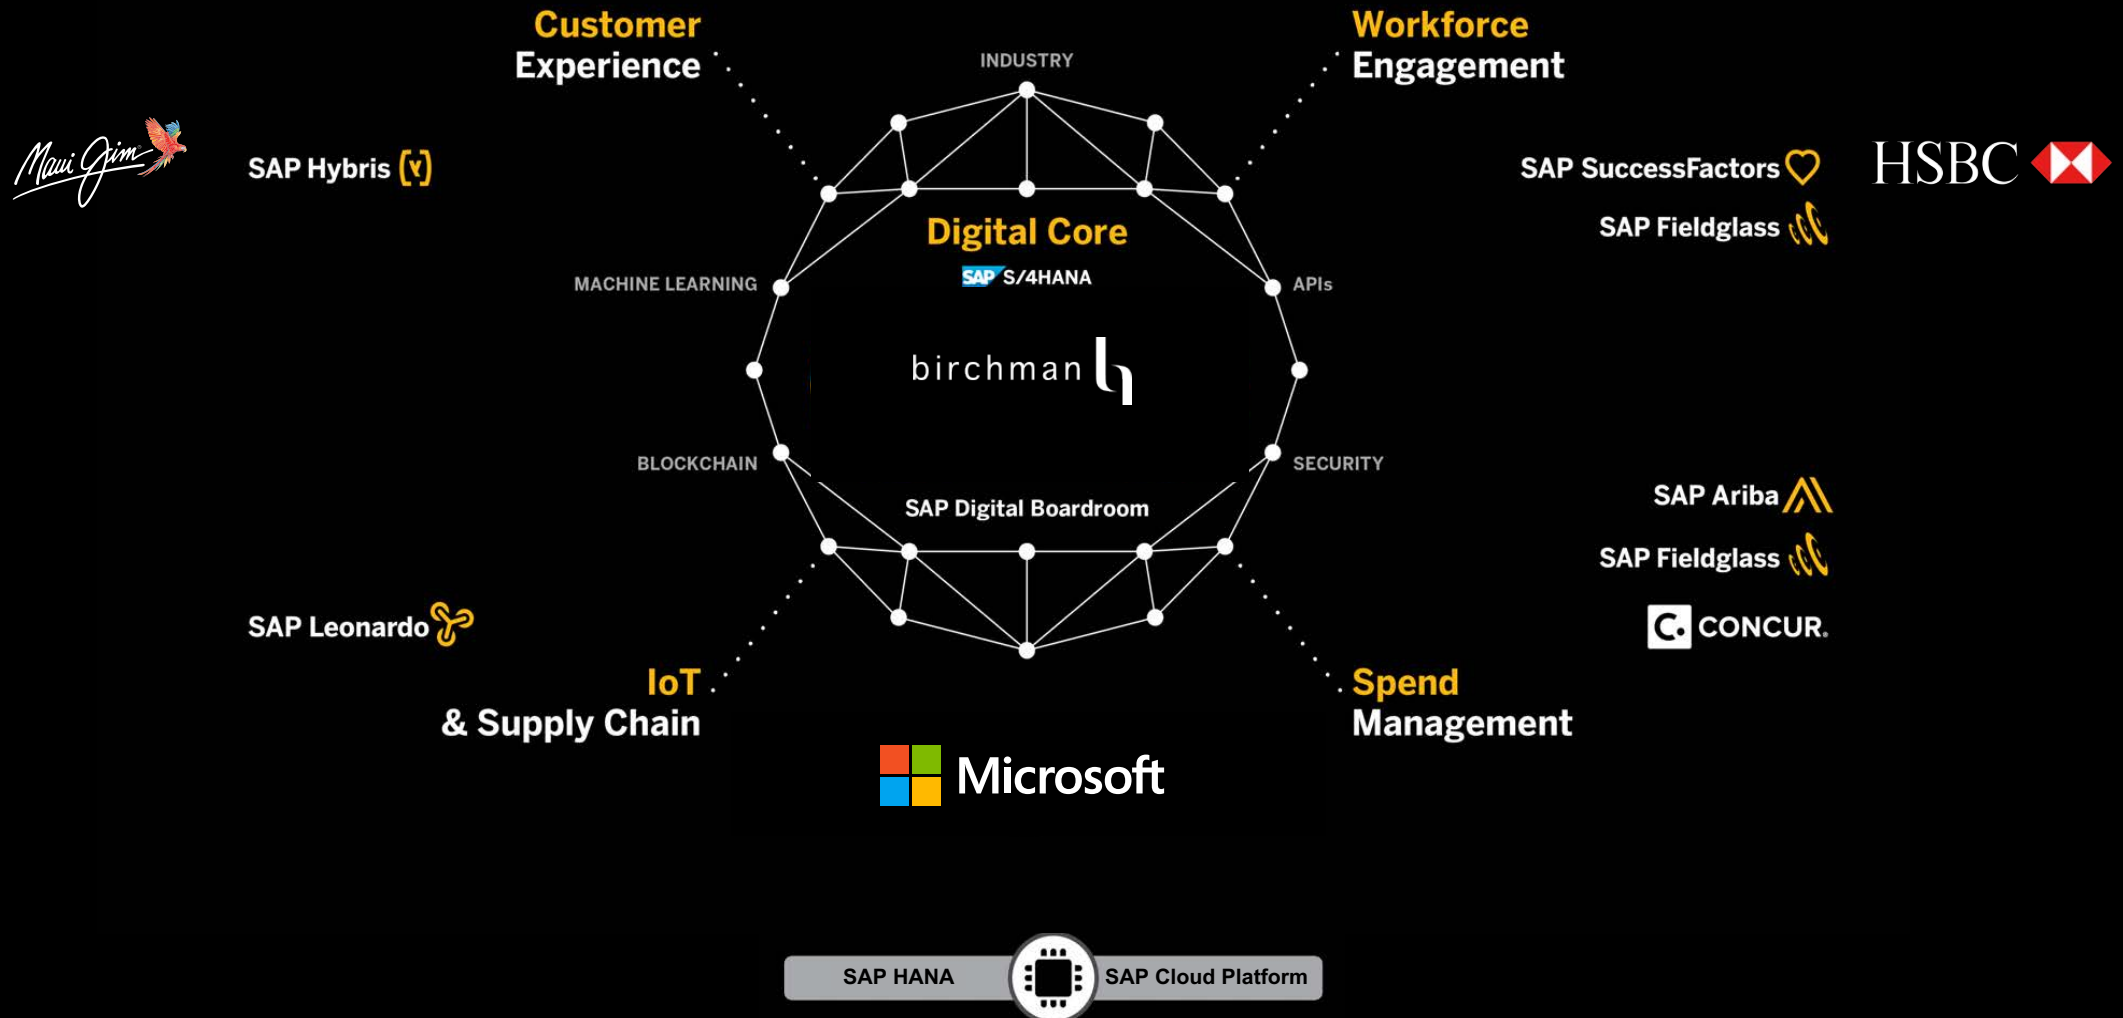 Customer
Experience
Workforce
Engagement
INDUSTRY
Maui Jim
SAP Hybris
SAP SuccessFactors
HSBC
SAP Fieldglass
Digital Core
SAP S/4HANA
MACHINE LEARNING
APIs
birchman
BLOCKCHAIN
SECURITY
SAP Digital Boardroom
SAP Ariba
SAP Fieldglass
C. CONCUR.
SAP Leonardo
IoT
& Supply Chain
Spend
Management
Microsoft
SAP HANA
SAP Cloud Platform